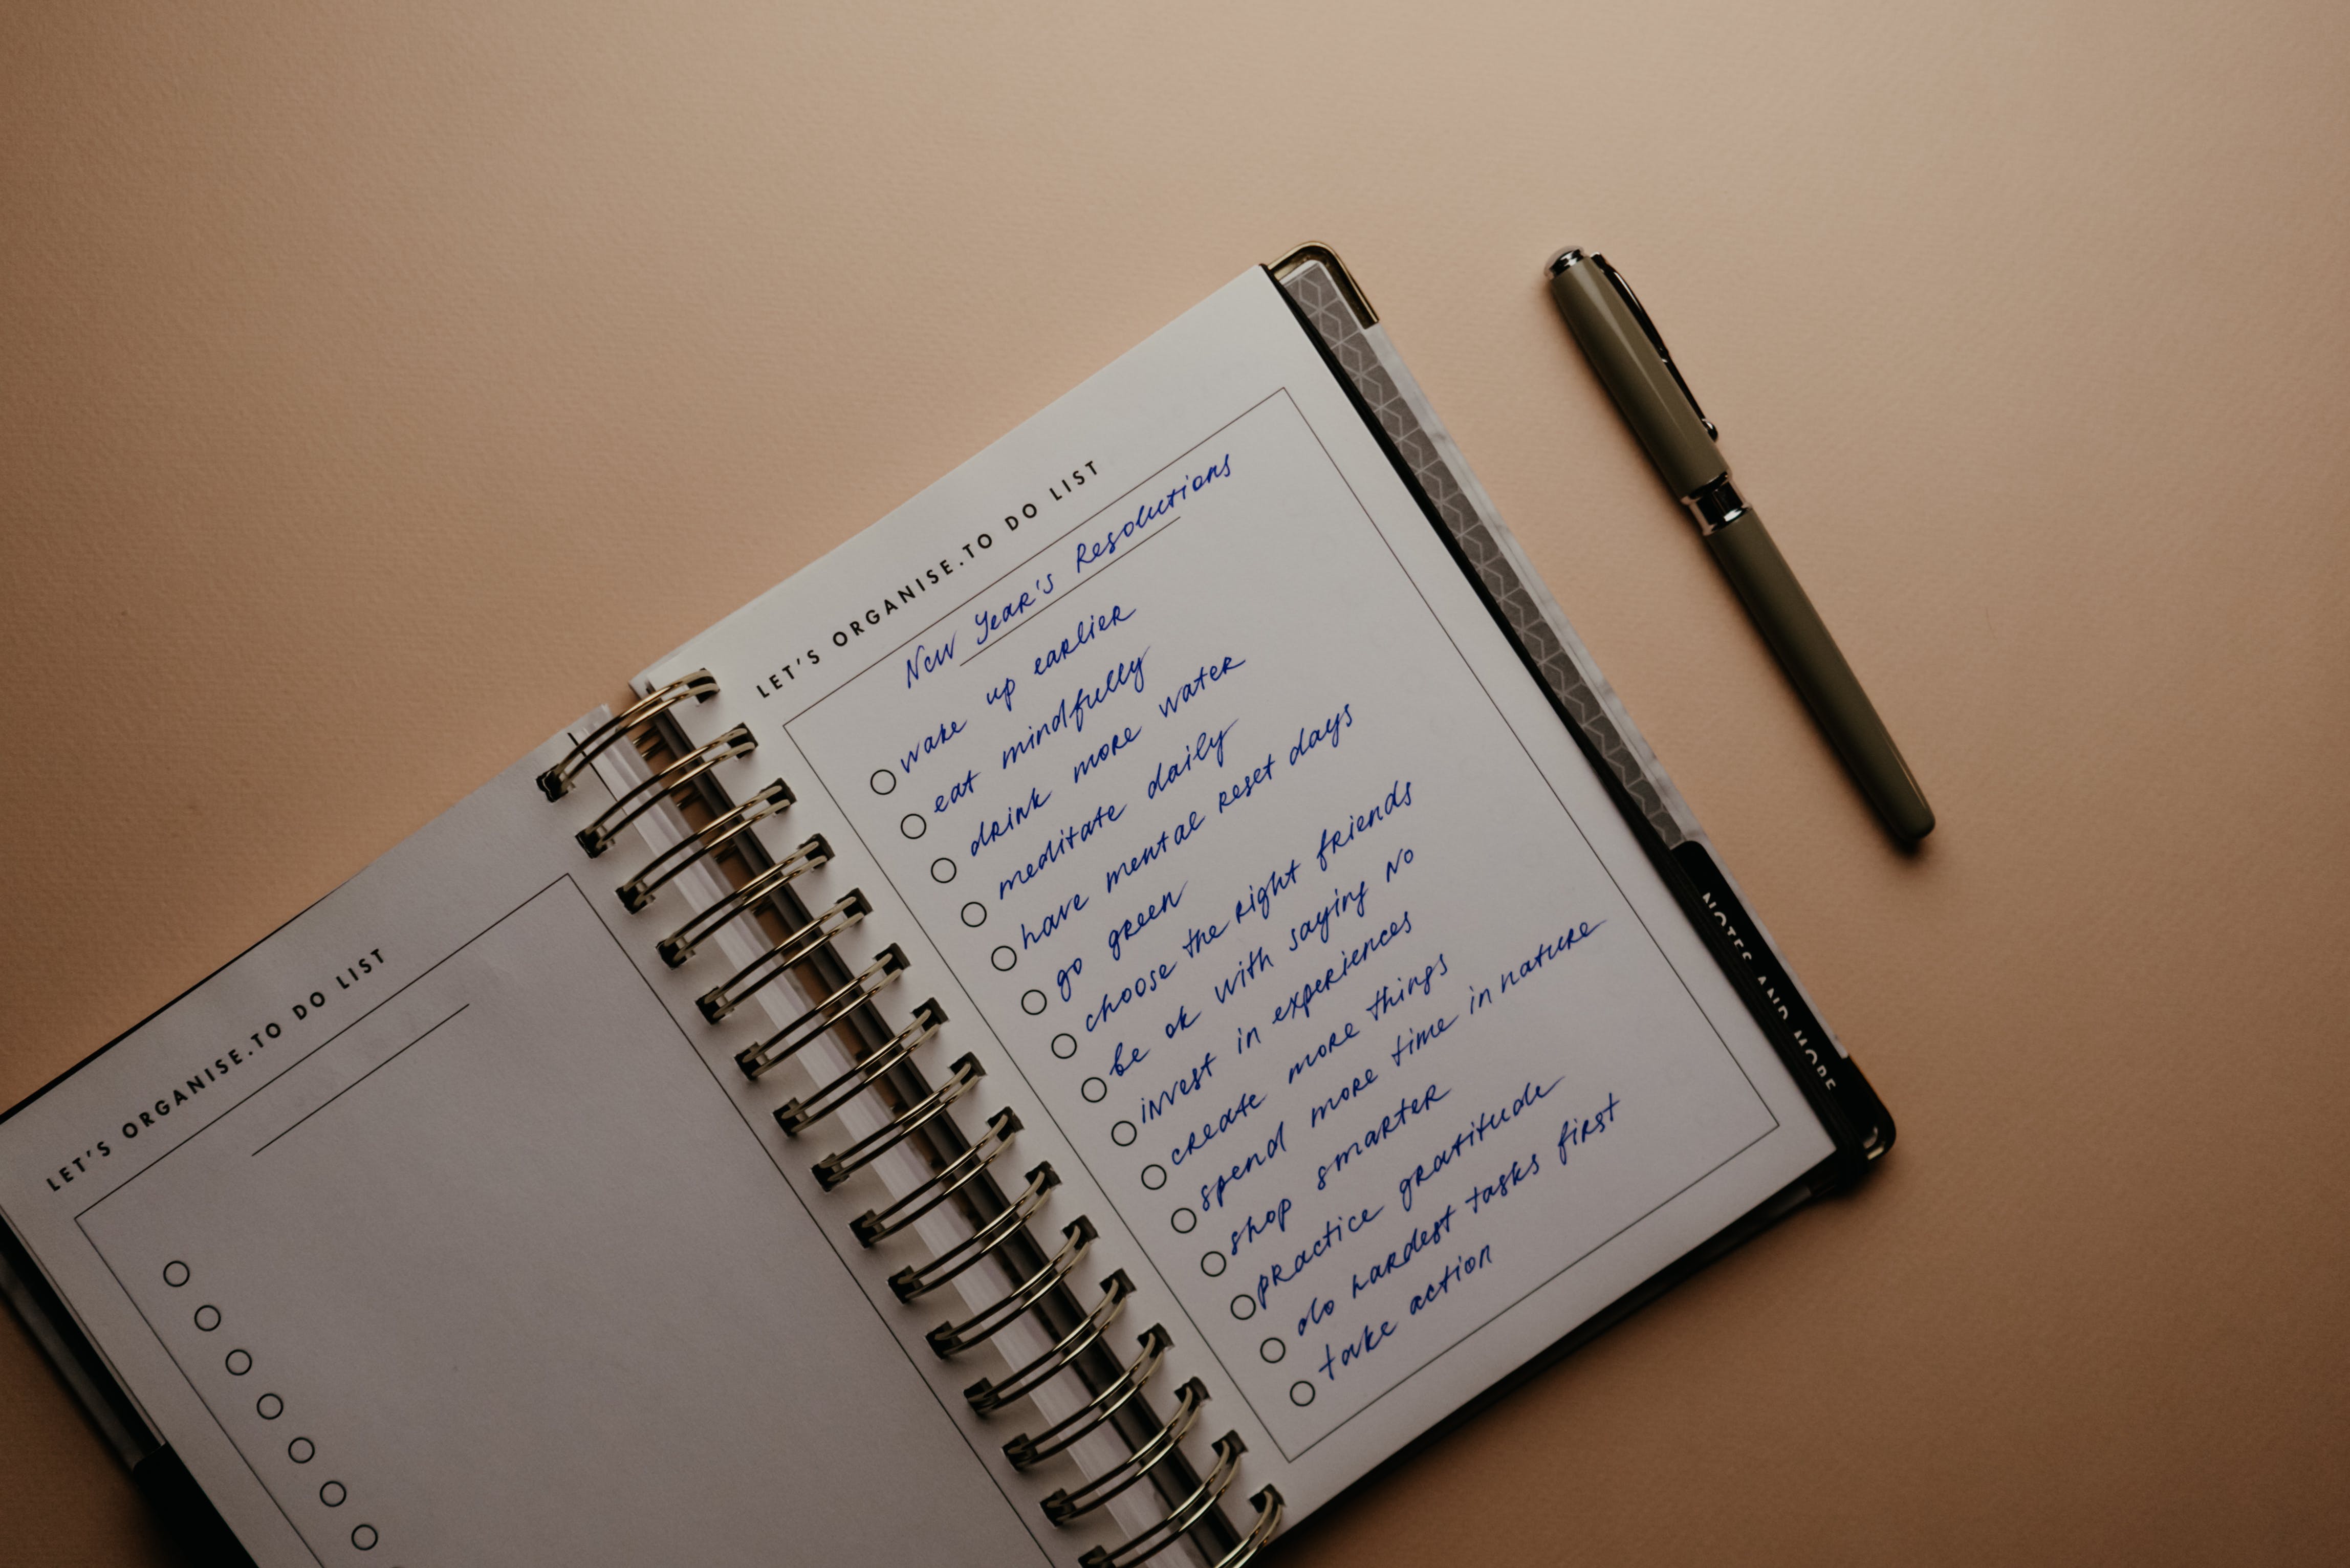 LET'S ORGANISE.TO DO LIST
LET'S ORGANISE.TO DO LIST
New Year's Resolutions
wake up earlier
eat mindfully
drink more water
meditate daily
have mental reset days
go green
choose the right friends
be ok with saying NO
invest in experiences
create more things
spend more time in nature
shop smarter
practice gratitude
do hardest tasks first
take action
NOTES AND MORE